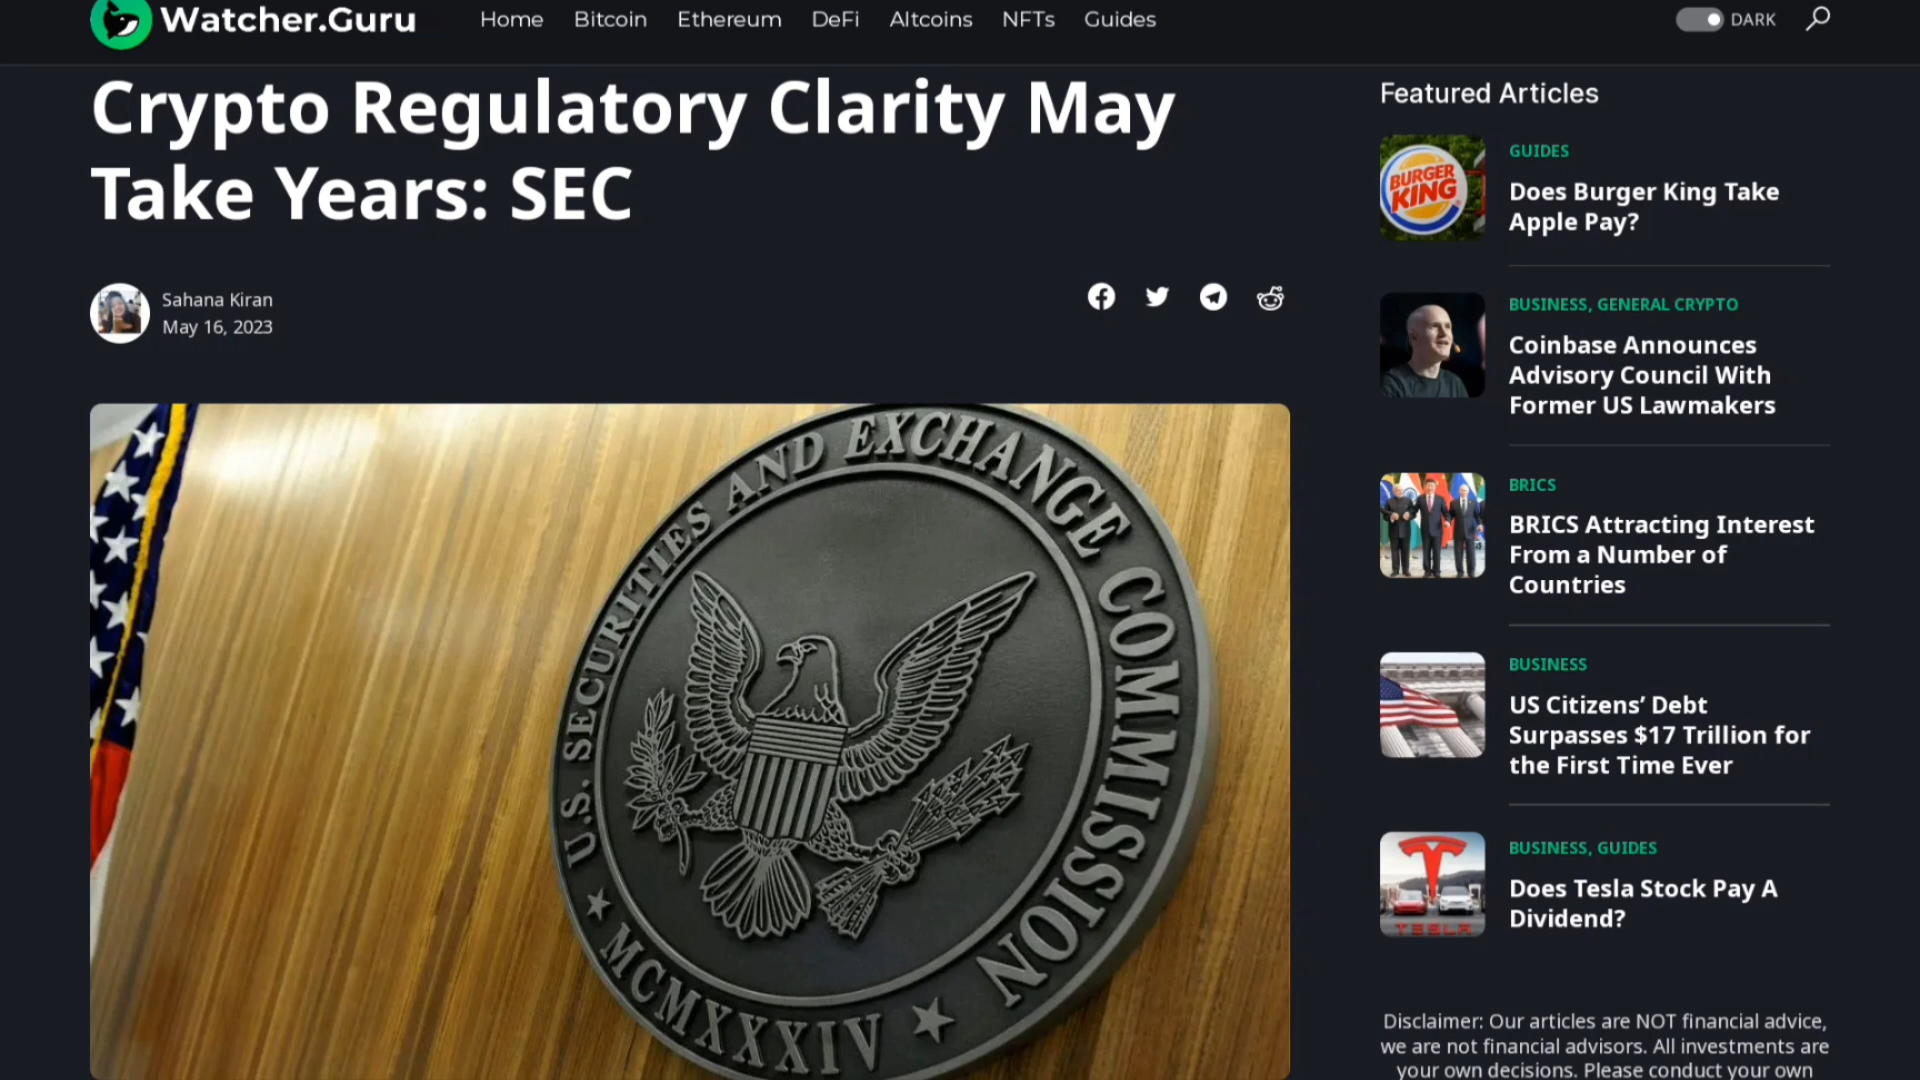 Watcher.Guru
Home Bitcoin Ethereum DeFi Altcoins NFTs Guides
DARK
Crypto Regulatory Clarity May
Take Years: SEC
Sahana Kiran
May 16, 2023
U.S. SECURITIES AND EXCHANGE COMMISSION
MCMXXXIV
Featured Articles
BURGER
KING
GUIDES
Does Burger King Take
Apple Pay?
BUSINESS, GENERAL CRYPTO
Coinbase Announces
Advisory Council With
Former US Lawmakers
BRICS
BRICS Attracting Interest
From a Number of
Countries
BUSINESS
US Citizens’ Debt
Surpasses $17 Trillion for
the First Time Ever
TESLA
BUSINESS, GUIDES
Does Tesla Stock Pay A
Dividend?
Disclaimer: Our articles are NOT financial advice,
we are not financial advisors. All investments are
your own decisions. Please conduct your own